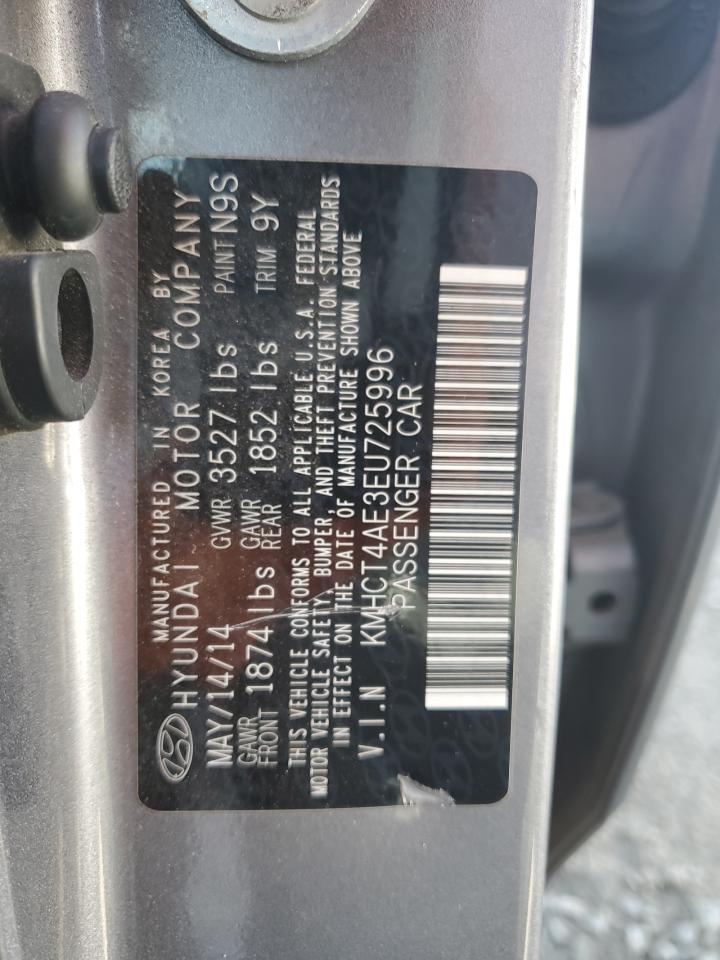 MANUFACTURED IN KOREA BY
HYUNDAI MOTOR COMPANY
MAY/14/14 GVWR 3527 lbs PAINT N9S
GAWR FRONT 1874 lbs GAWR REAR 1852 lbs TRIM 9Y
THIS VEHICLE CONFORMS TO ALL APPLICABLE U.S.A. FEDERAL
MOTOR VEHICLE SAFETY, BUMPER, AND THEFT PREVENTION STANDARDS
IN EFFECT ON THE DATE OF MANUFACTURE SHOWN ABOVE
V.I.N KMHCT4AE3EU725996
PASSENGER CAR